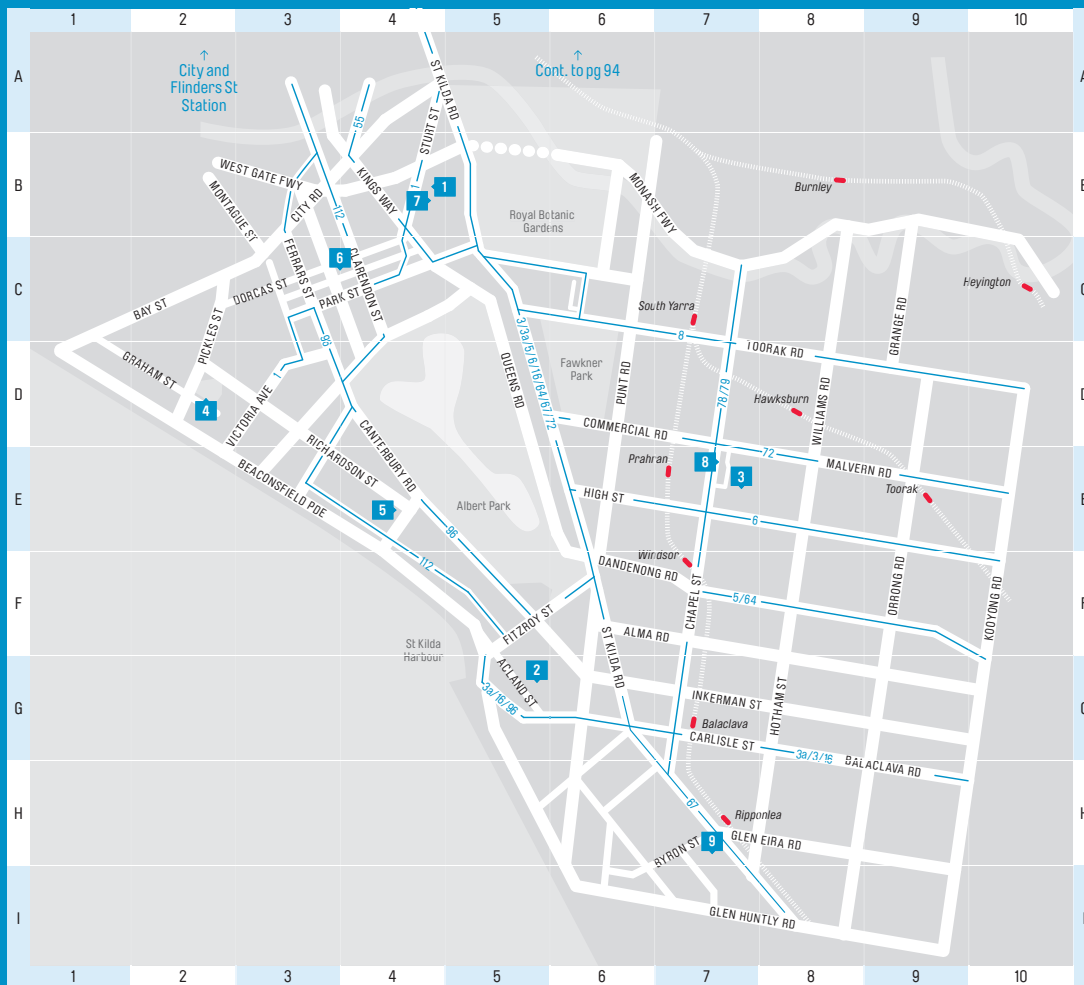 1 2 3 4 5 6 7 8 9 10
A
↑
City and
Flinders St
Station
↑
Cont. to pg 94
A
ST KILDA RD
55
STURT ST
B
WEST GATE FWY
MONTAGUE ST
CITY RD
KINGS WAY
112
1
1
7
MONASH FWY
Burnley
B
Royal Botanic
Gardens
6
FERRARS ST
CLARENDON ST
C
DORCAS ST
PARK ST
BAY ST
PICKLES ST
96
South Yarra
Heyington
GRANGE RD
C
3/3a/5/6/16/64/67/72
8
TOORAK RD
D
GRAHAM ST
VICTORIA AVE
1
4
QUEENS RD
Fawkner
Park
PUNT RD
78/79
Hawksburn
WILLIAMS RD
D
COMMERCIAL RD
72
MALVERN RD
E
RICHARDSON ST
CANTERBURY RD
BEACONSFIELD PDE
5
Albert Park
96
Prahran
8
3
HIGH ST
6
Toorak
E
Windsor
DANDENONG RD
F
112
FITZROY ST
5/64
CHAPEL ST
ORRONG RD
KOOYONG RD
F
St Kilda
Harbour
ST KILDA RD
ALMA RD
G
ACLAND ST
2
3a/16/96
INKERMAN ST
HOTHAM ST
Balaclava
CARLISLE ST
3a/3/16
BALACLAVA RD
G
H
67
Ripponlea
BYRON ST
9
GLEN EIRA RD
H
I
GLEN HUNTLY RD
I
1 2 3 4 5 6 7 8 9 10